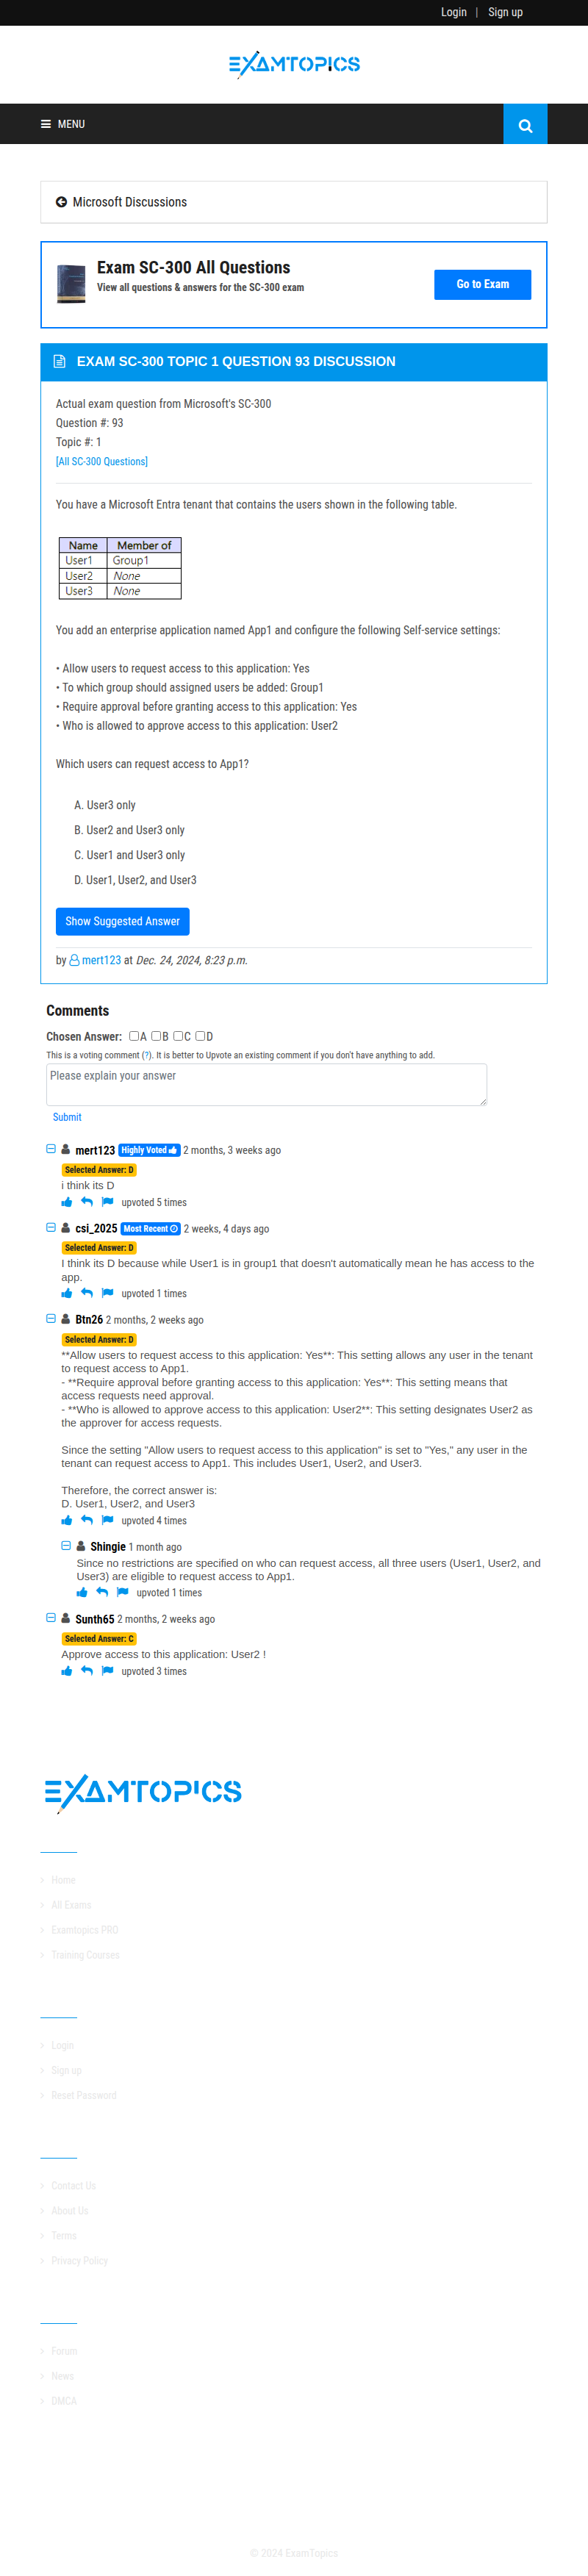 Login | Sign up
EXAMTOPICS
MENU
Microsoft Discussions
Exam SC-300 All Questions
View all questions & answers for the SC-300 exam
Go to Exam
EXAM SC-300 TOPIC 1 QUESTION 93 DISCUSSION
Actual exam question from Microsoft's SC-300
Question #: 93
Topic #: 1
[All SC-300 Questions]
You have a Microsoft Entra tenant that contains the users shown in the following table.
Name Member of
User1 Group1
User2 None
User3 None
You add an enterprise application named App1 and configure the following Self-service settings:
• Allow users to request access to this application: Yes
• To which group should assigned users be added: Group1
• Require approval before granting access to this application: Yes
• Who is allowed to approve access to this application: User2
Which users can request access to App1?
A. User3 only
B. User2 and User3 only
C. User1 and User3 only
D. User1, User2, and User3
Show Suggested Answer
by mert123 at Dec. 24, 2024, 8:23 p.m.
Comments
Chosen Answer: A B C D
This is a voting comment (?). It is better to Upvote an existing comment if you don't have anything to add.
Please explain your answer
Submit
mert123 Highly Voted 2 months, 3 weeks ago
Selected Answer: D
i think its D
upvoted 5 times
csi_2025 Most Recent 2 weeks, 4 days ago
Selected Answer: D
I think its D because while User1 is in group1 that doesn't automatically mean he has access to the
app.
upvoted 1 times
Btn26 2 months, 2 weeks ago
Selected Answer: D
**Allow users to request access to this application: Yes**: This setting allows any user in the tenant
to request access to App1.
- **Require approval before granting access to this application: Yes**: This setting means that
access requests need approval.
- **Who is allowed to approve access to this application: User2**: This setting designates User2 as
the approver for access requests.
Since the setting "Allow users to request access to this application" is set to "Yes," any user in the
tenant can request access to App1. This includes User1, User2, and User3.
Therefore, the correct answer is:
D. User1, User2, and User3
upvoted 4 times
Shingie 1 month ago
Since no restrictions are specified on who can request access, all three users (User1, User2, and
User3) are eligible to request access to App1.
upvoted 1 times
Sunth65 2 months, 2 weeks ago
Selected Answer: C
Approve access to this application: User2 !
upvoted 3 times
EXAMTOPICS
Home
All Exams
Examtopics PRO
Training Courses
Login
Sign up
Reset Password
Contact Us
About Us
Terms
Privacy Policy
Forum
News
DMCA
© 2024 ExamTopics